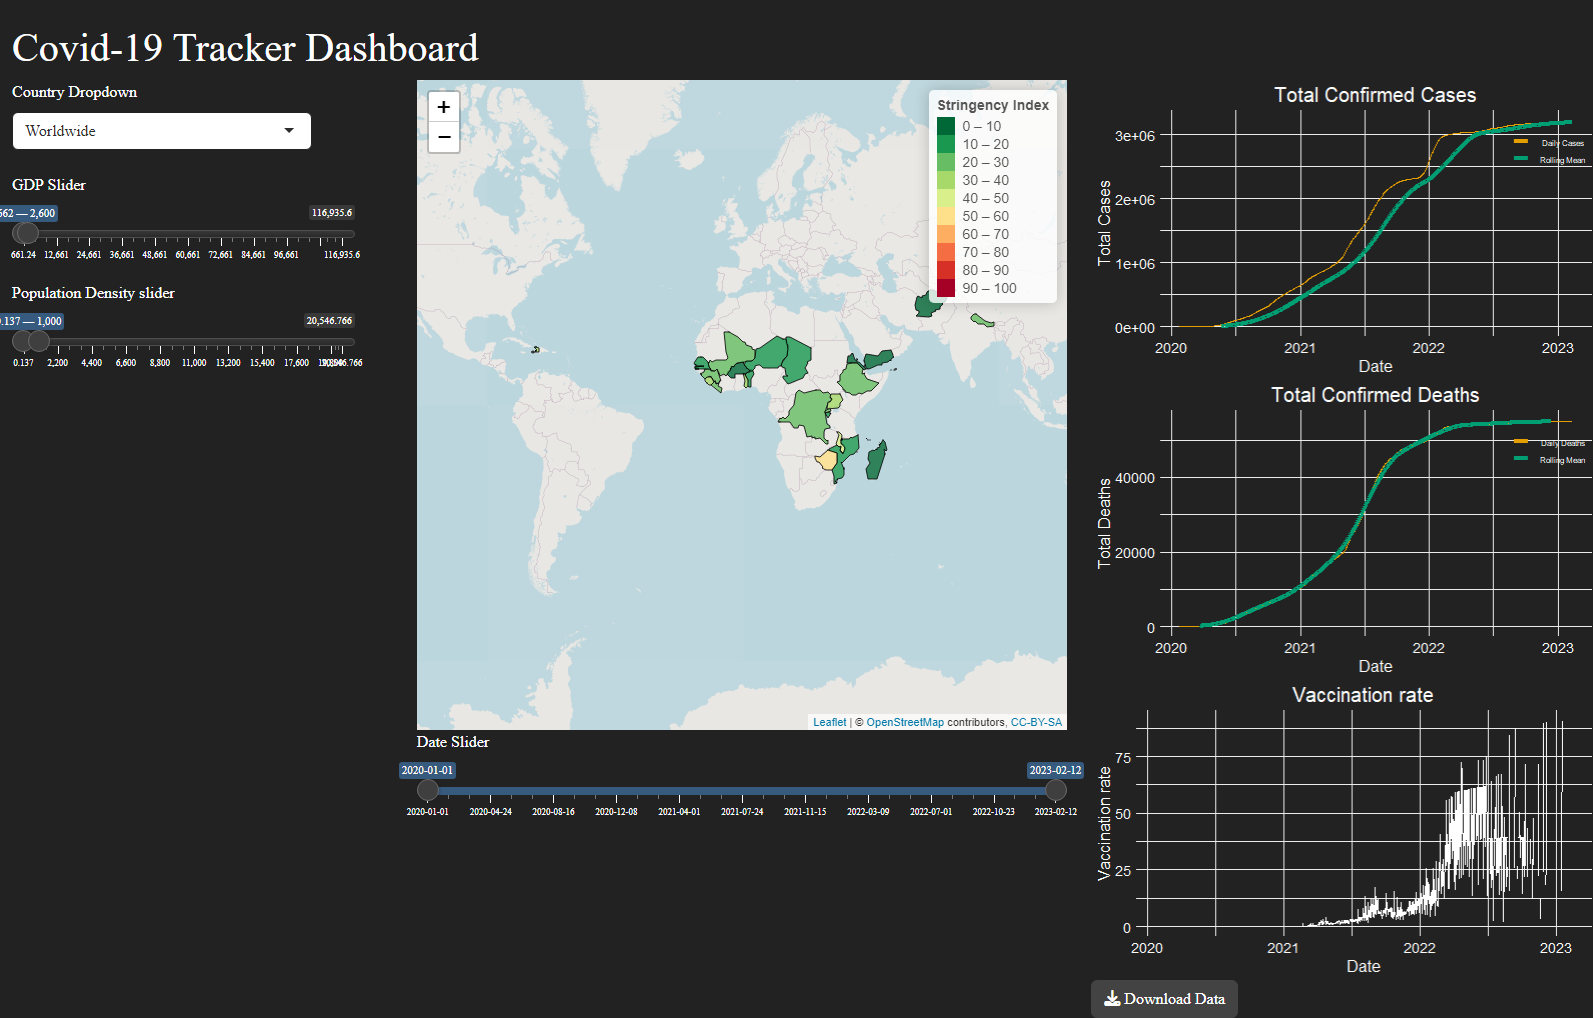 Covid-19 Tracker Dashboard
Country Dropdown
Worldwide
GDP Slider
562 — 2,600
116,935.6
661.24 12,661 24,661 36,661 48,661 60,661 72,661 84,661 96,661 116,935.6
Population Density slider
.137 — 1,000
20,546.766
0.137 2,200 4,400 6,600 8,800 11,000 13,200 15,400 17,600
+
−
Stringency Index
0 – 10
10 – 20
20 – 30
30 – 40
40 – 50
50 – 60
60 – 70
70 – 80
80 – 90
90 – 100
Leaflet | © OpenStreetMap contributors, CC-BY-SA
Date Slider
2020-01-01
2023-02-12
2020-01-01 2020-04-24 2020-08-16 2020-12-08 2021-04-01 2021-07-24 2021-11-15 2022-03-09 2022-07-01 2022-10-23 2023-02-12
Total Confirmed Cases
3e+06
2e+06
1e+06
0e+00
Total Cases
Daily Cases
Rolling Mean
2020 2021 2022 2023
Date
Total Confirmed Deaths
40000
20000
0
Total Deaths
Daily Deaths
Rolling Mean
2020 2021 2022 2023
Date
Vaccination rate
75
50
25
0
Vaccination rate
2020 2021 2022 2023
Date
Download Data